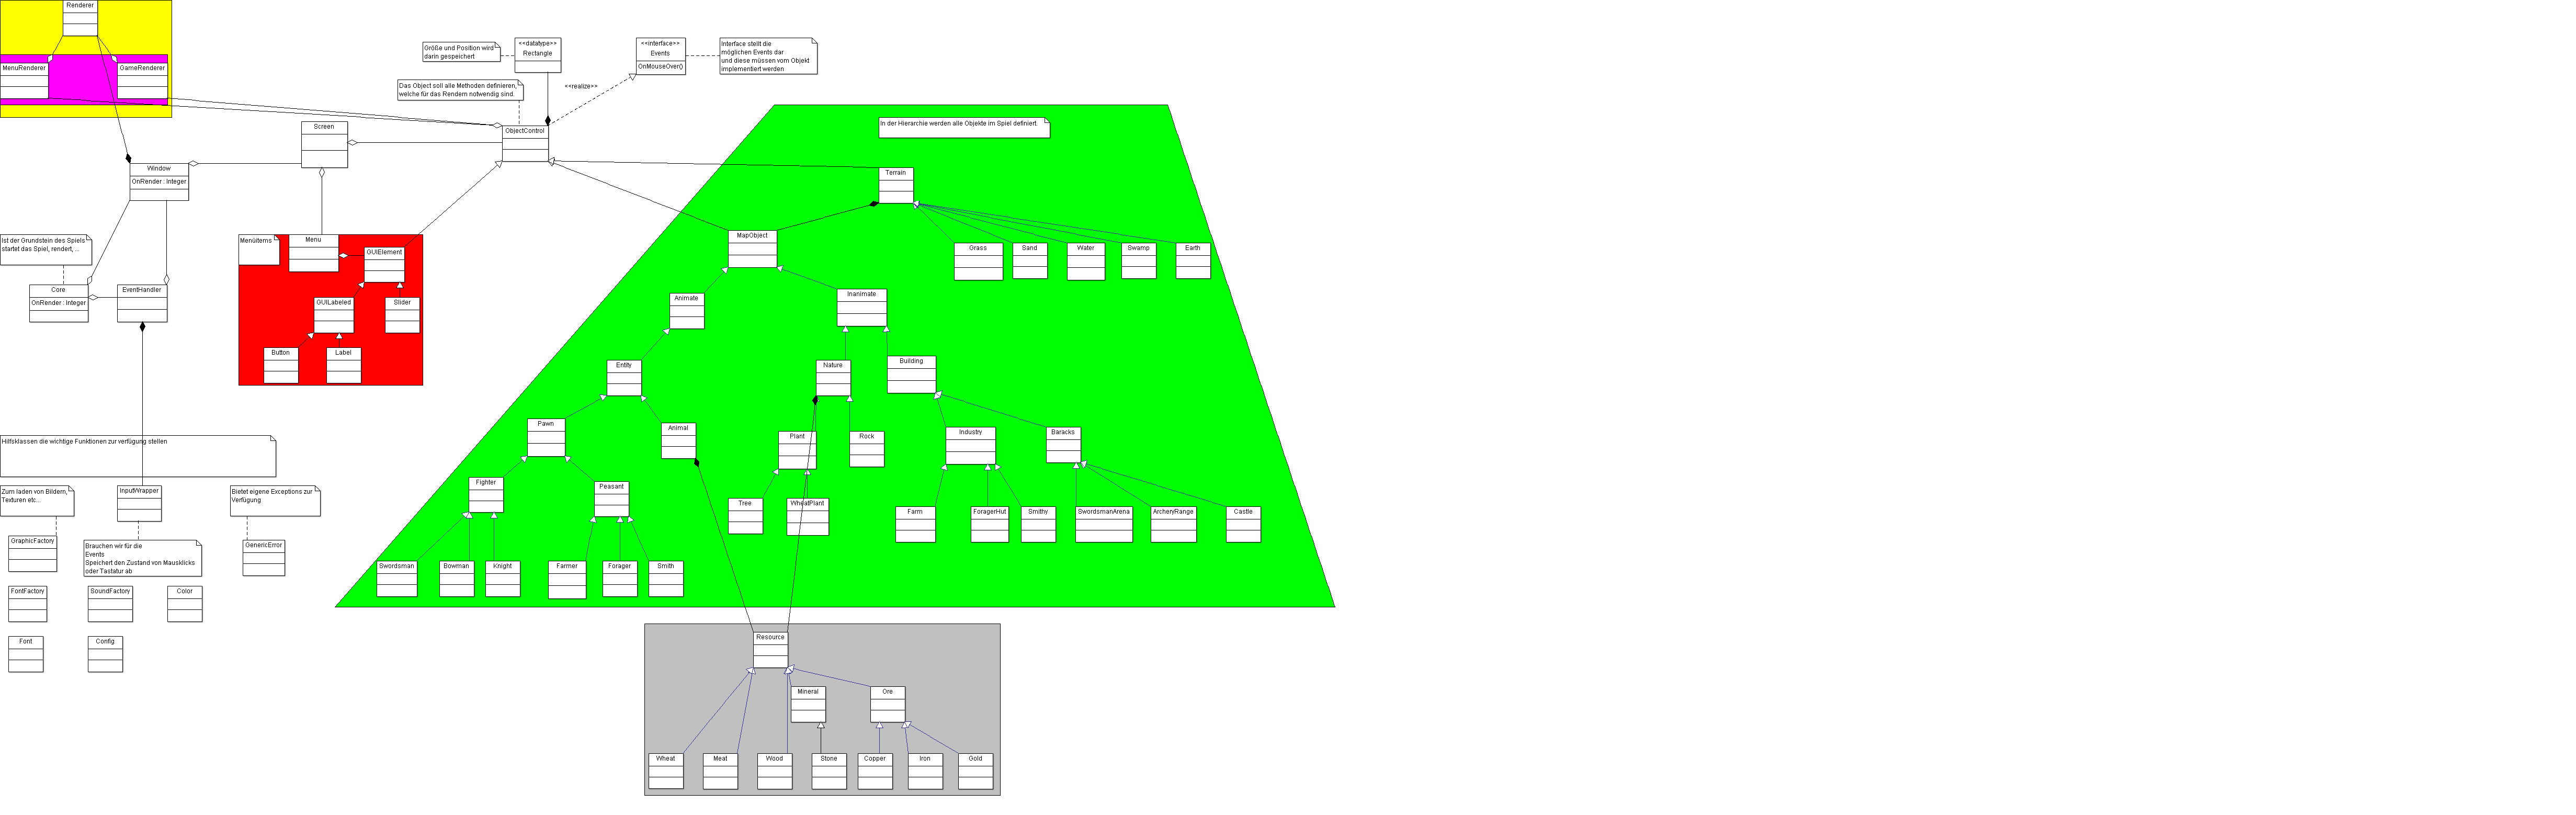 Renderer
MenuRenderer
GameRenderer
Größe und Position wird
darin gespeichert
<<datatype>>
Rectangle
<<interface>>
Events
OnMouseOver()
Interface stellt die
möglichen Events dar
und diese müssen vom Objekt
implementiert werden
Das Object soll alle Methoden definieren,
welche für das Rendern notwendig sind.
<<realize>>
Screen
ObjectControl
In der Hierarchie werden alle Objekte im Spiel definiert.
Window
OnRender : Integer
Terrain
Ist der Grundstein des Spiels
startet das Spiel, rendert, ...
Menüitems
Menu
GUIElement
MapObject
Grass
Sand
Water
Swamp
Earth
Core
OnRender : Integer
EventHandler
GUILabeled
Slider
Animate
Inanimate
Button
Label
Entity
Nature
Building
Pawn
Animal
Plant
Rock
Industry
Baracks
Hilfsklassen die wichtige Funktionen zur verfügung stellen
Zum laden von Bildern,
Texturen etc...
InputWrapper
Bietet eigene Exceptions zur
Verfügung
Fighter
Peasant
Tree
WheatPlant
Farm
ForagerHut
Smithy
SwordsmanArena
ArcheryRange
Castle
GraphicFactory
Brauchen wir für die
Events
Speichert den Zustand von Mausklicks
oder Tastatur ab
GenericError
Swordsman
Bowman
Knight
Farmer
Forager
Smith
FontFactory
SoundFactory
Color
Font
Config
Resource
Mineral
Ore
Wheat
Meat
Wood
Stone
Copper
Iron
Gold